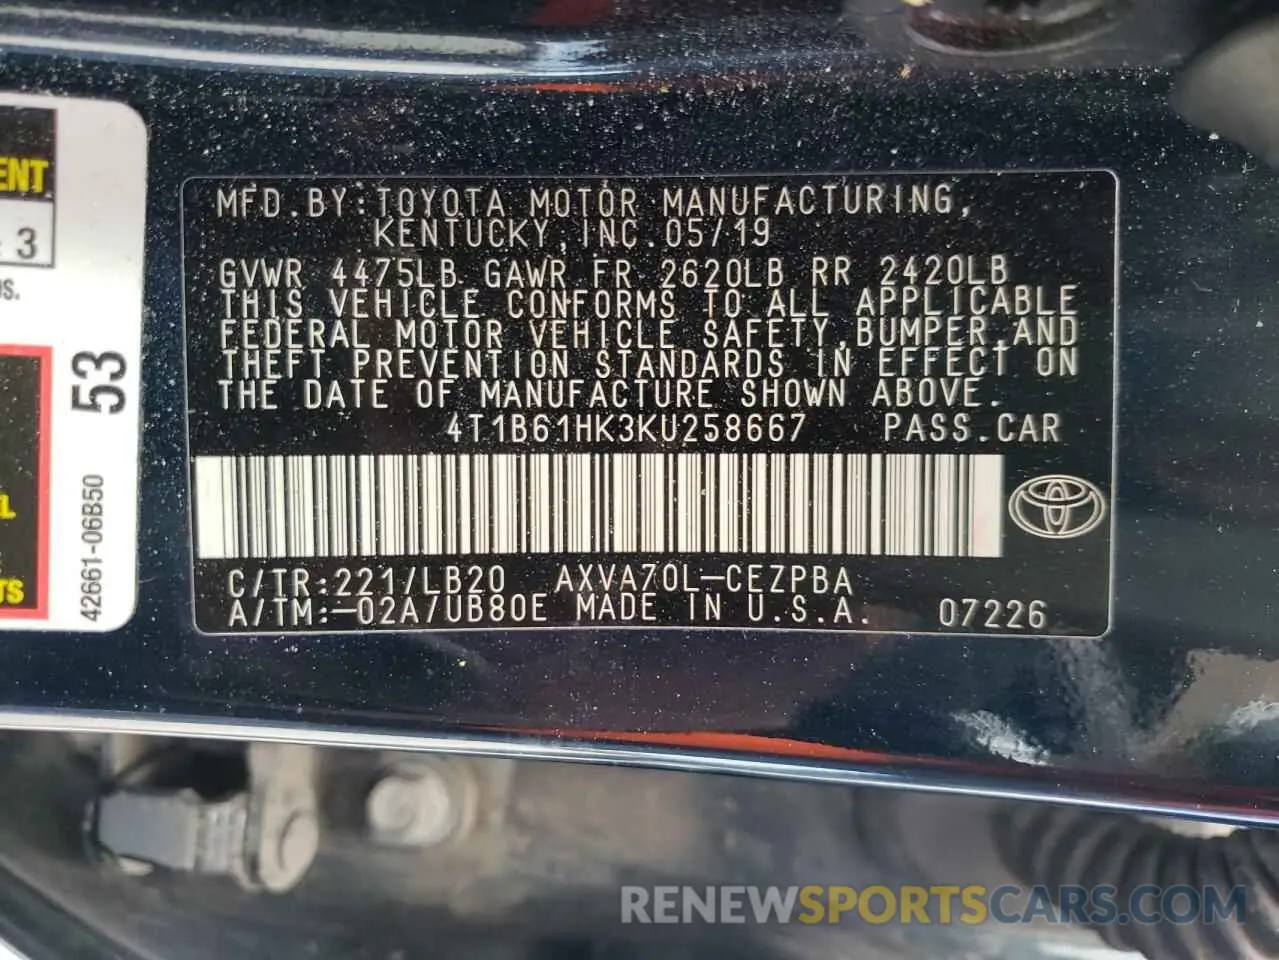 ENT
3
S.
53
42661-06B50
L
TS
MFD.BY:TOYOTA MOTOR MANUFACTURING,
KENTUCKY,INC.05/19
GVWR 4475LB GAWR FR 2620LB RR 2420LB
THIS VEHICLE CONFORMS TO ALL APPLICABLE
FEDERAL MOTOR VEHICLE SAFETY,BUMPER,AND
THEFT PREVENTION STANDARDS IN EFFECT ON
THE DATE OF MANUFACTURE SHOWN ABOVE.
4T1B61HK3KU258667 PASS.CAR
C/TR:221/LB20 AXVA70L-CEZPBA
A/TM:-02A/UB80E MADE IN U.S.A. 07226
RENEWSPORTSCARS.COM